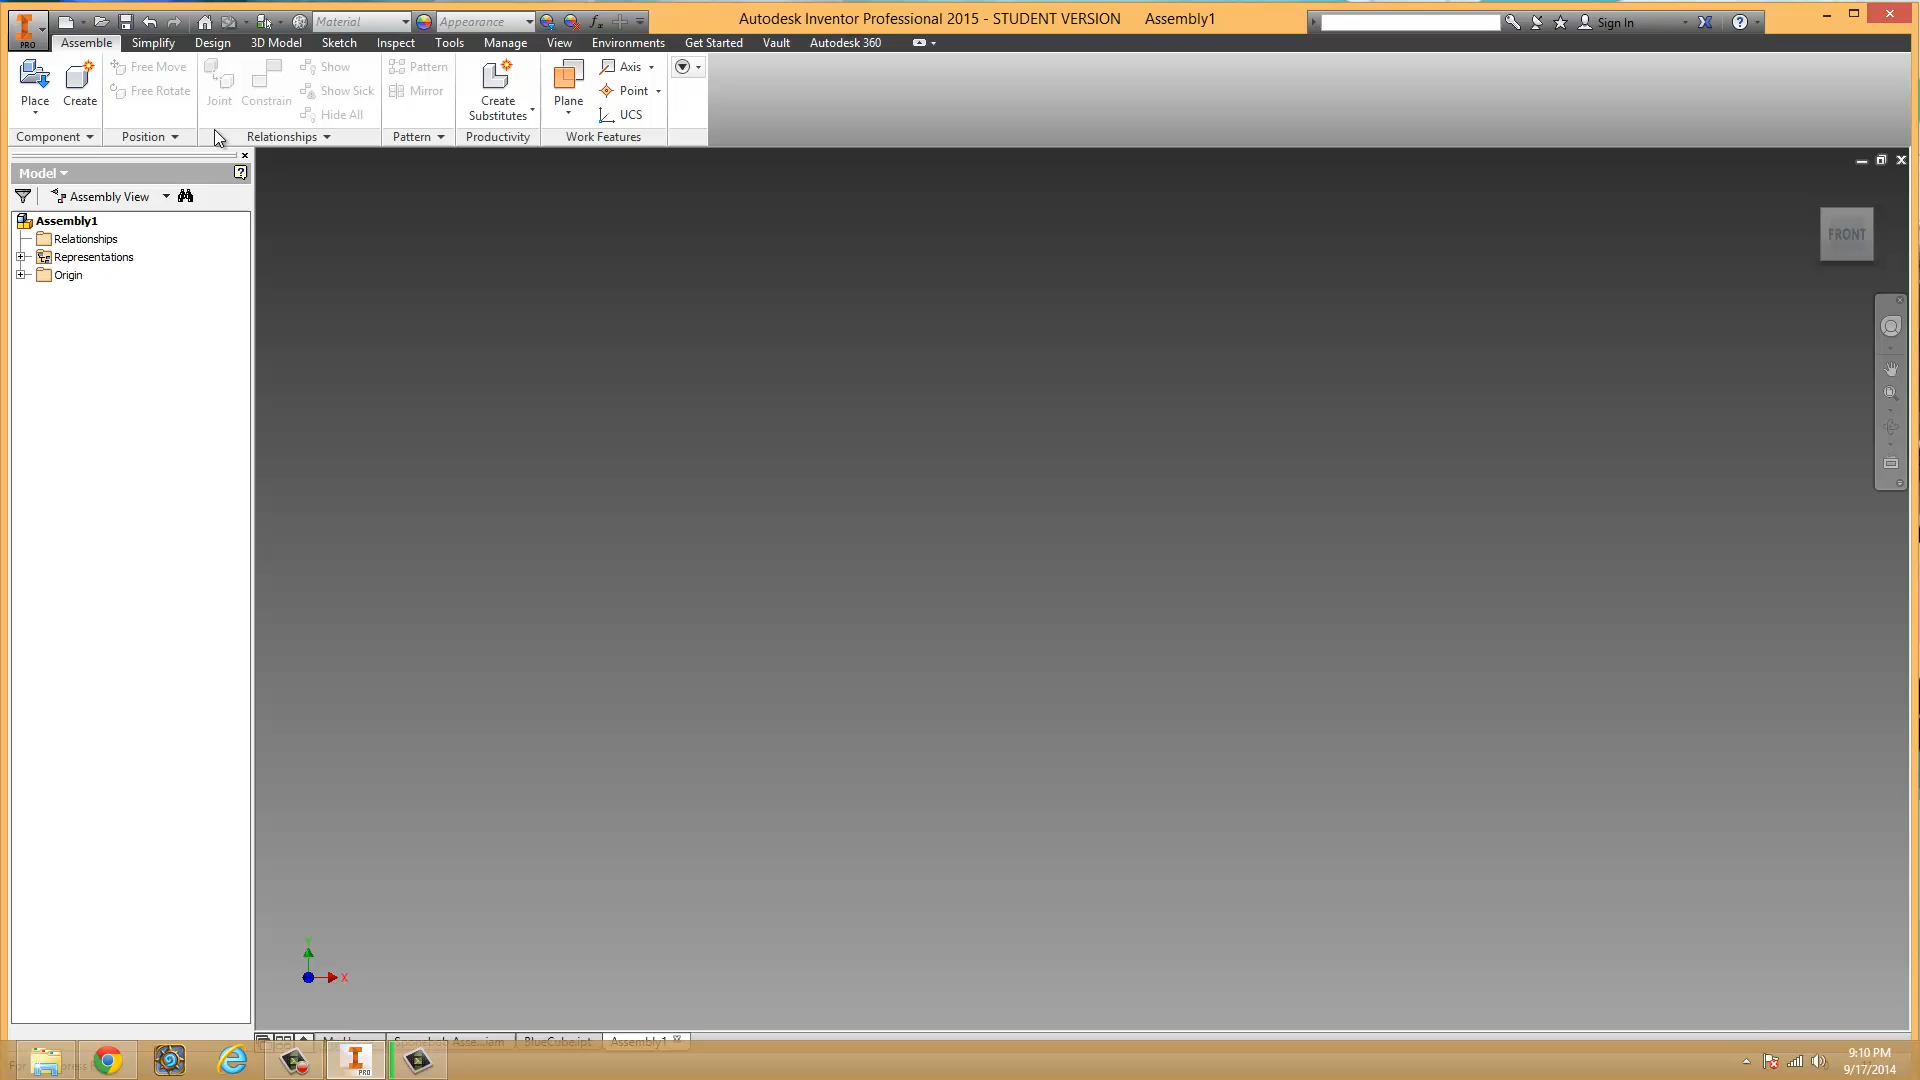 Material
Appearance
Autodesk Inventor Professional 2015 - STUDENT VERSION Assembly1
Sign In
PRO
Assemble Simplify Design 3D Model Sketch Inspect Tools Manage View Environments Get Started Vault Autodesk 360
Place
Create
Free Move
Free Rotate
Joint
Constrain
Show
Show Sick
Hide All
Pattern
Mirror
Create
Substitutes
Plane
Axis
Point
UCS
Component Position Relationships Pattern Productivity Work Features
Model
Assembly View
Assembly1
Relationships
Representations
Origin
FRONT
Y
X
BlueCube.ipt
Assembly1
PRO
9:10 PM
9/17/2014